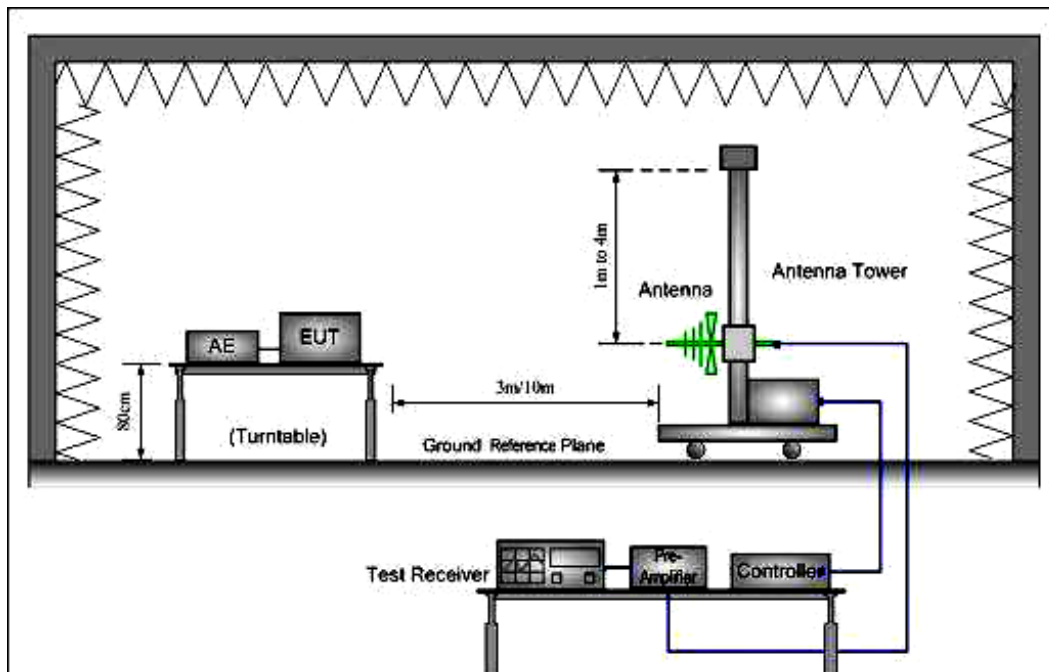 1m to 4m
Antenna Tower
Antenna
AE
EUT
3m/10m
80cm
(Turntable)
Ground Reference Plane
Test Receiver
Pre-
Amplifier
Controller